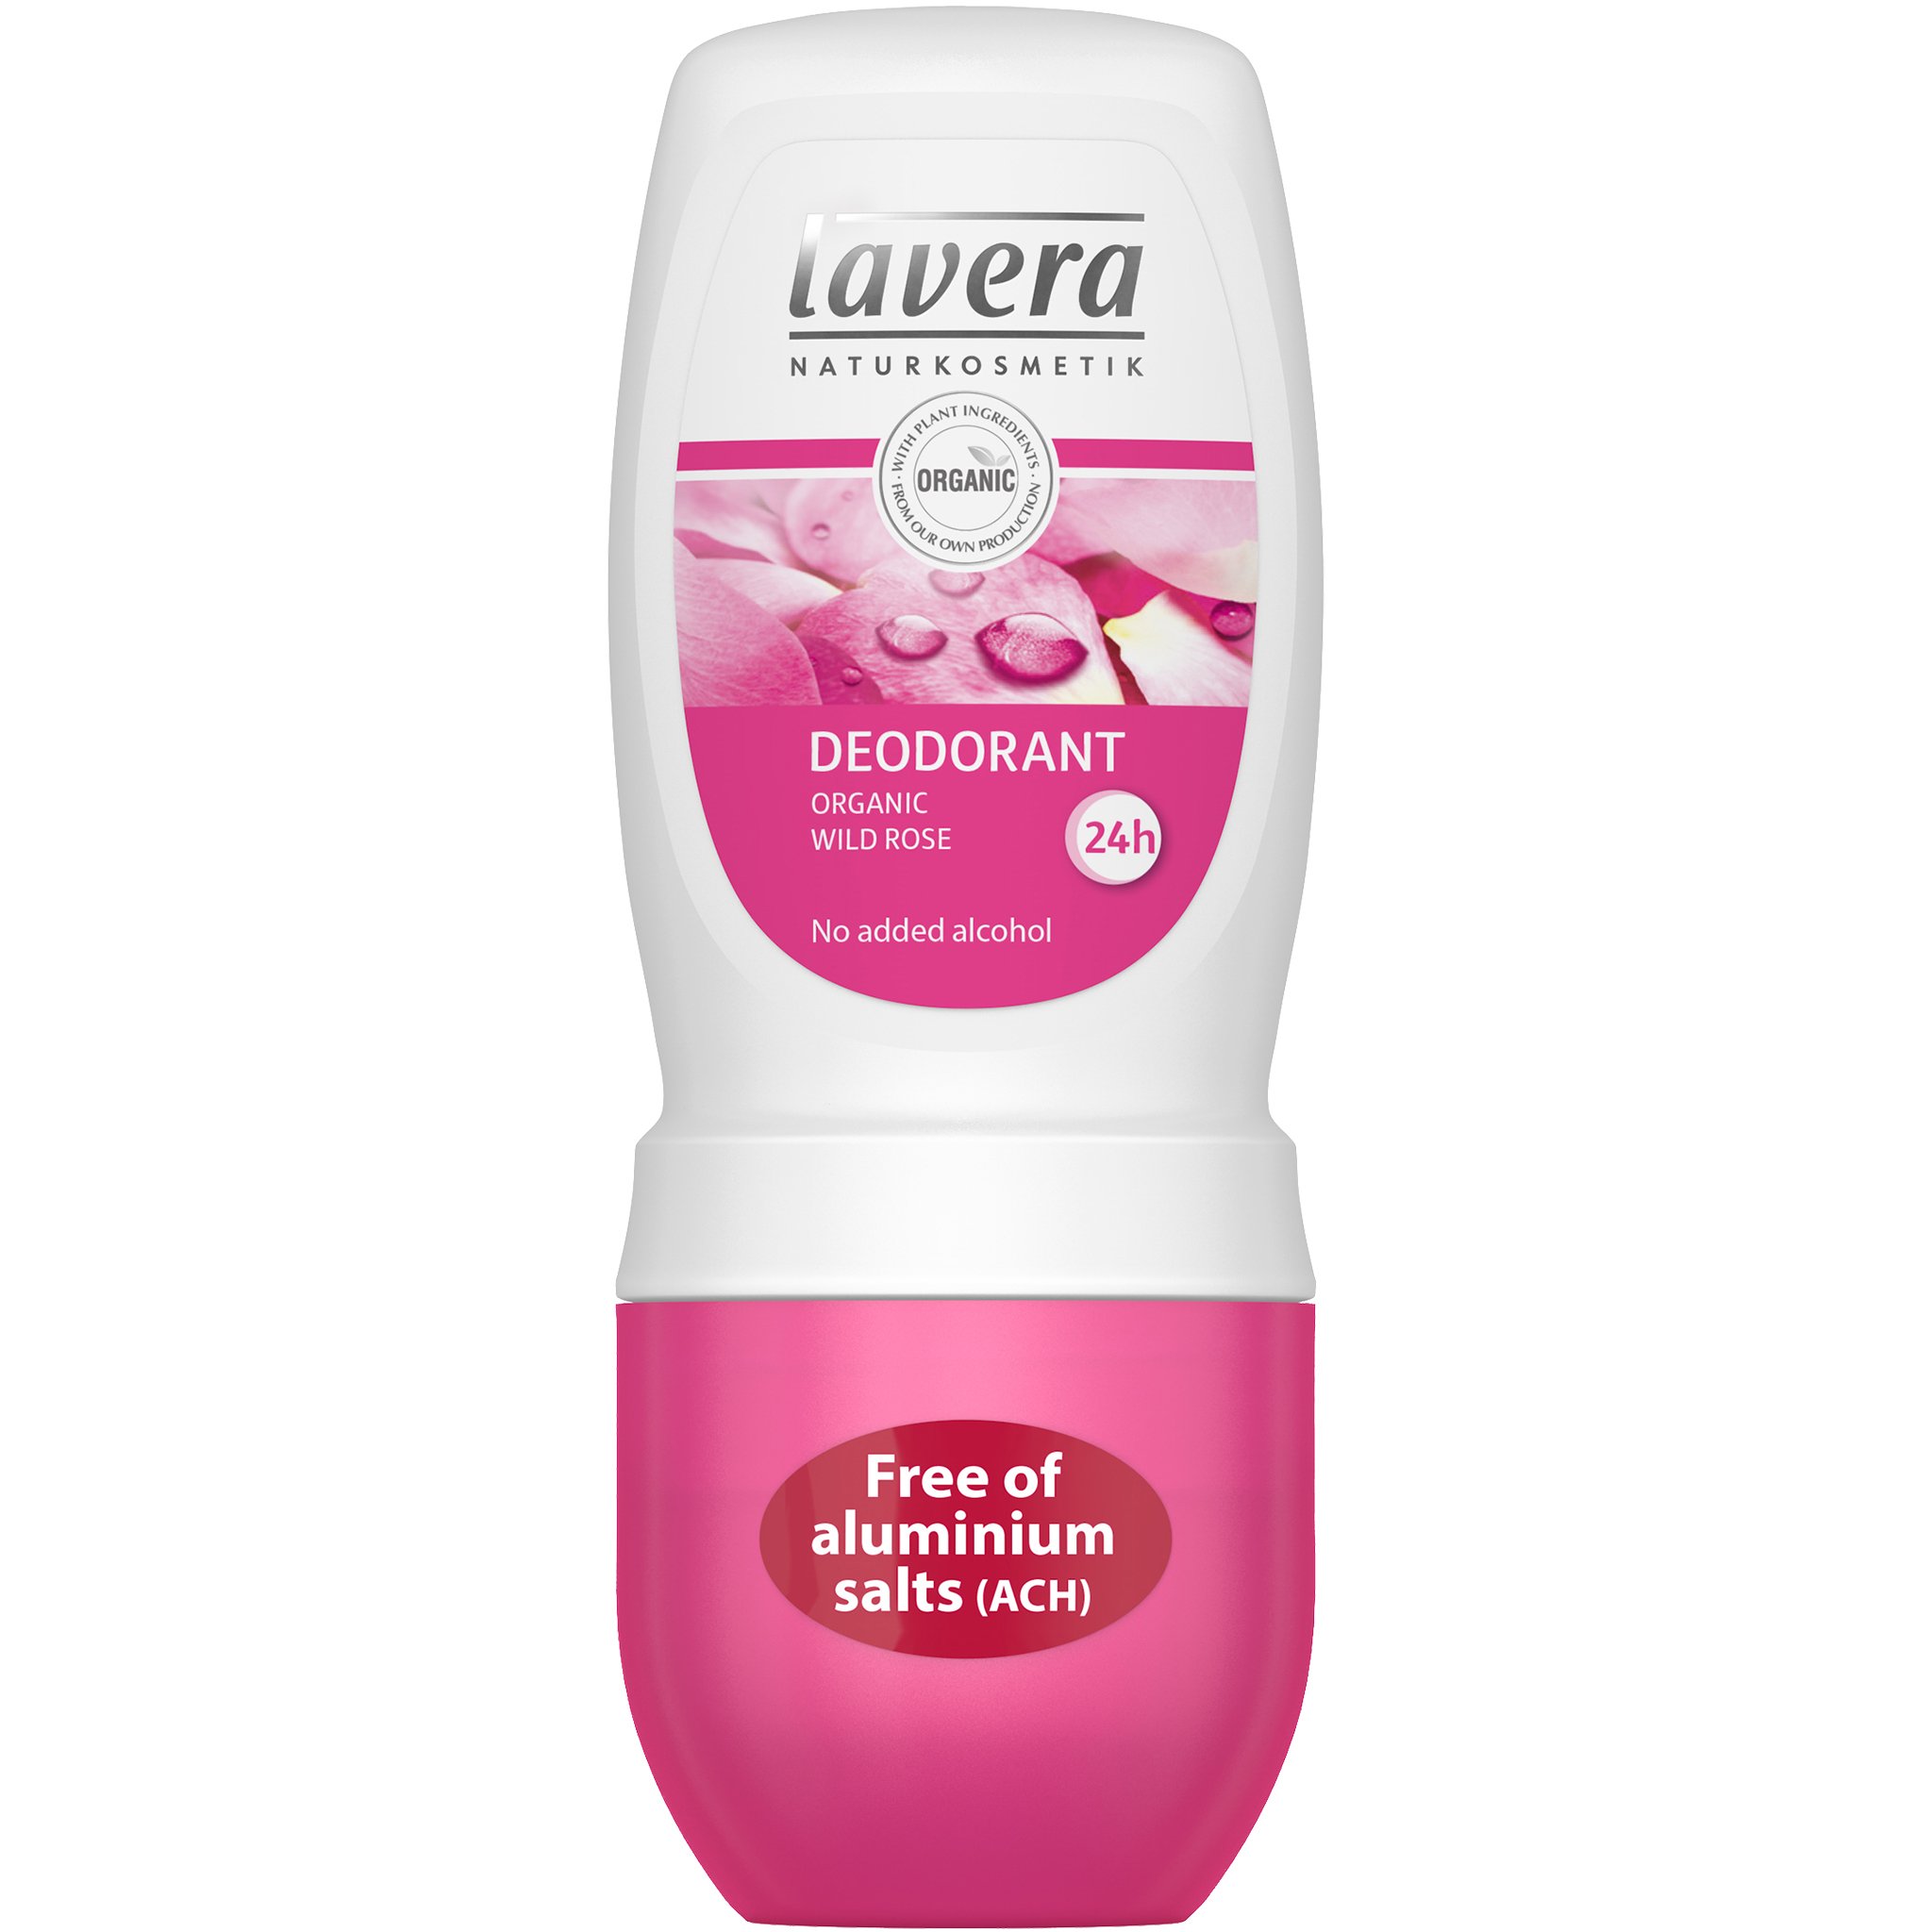 lavera
NATURKOSMETIK
· WITH PLANT INGREDIENTS ·
ORGANIC
FROM OUR OWN PRODUCTION
DEODORANT
ORGANIC
WILD ROSE
24h
No added alcohol
Free of
aluminium
salts (ACH)